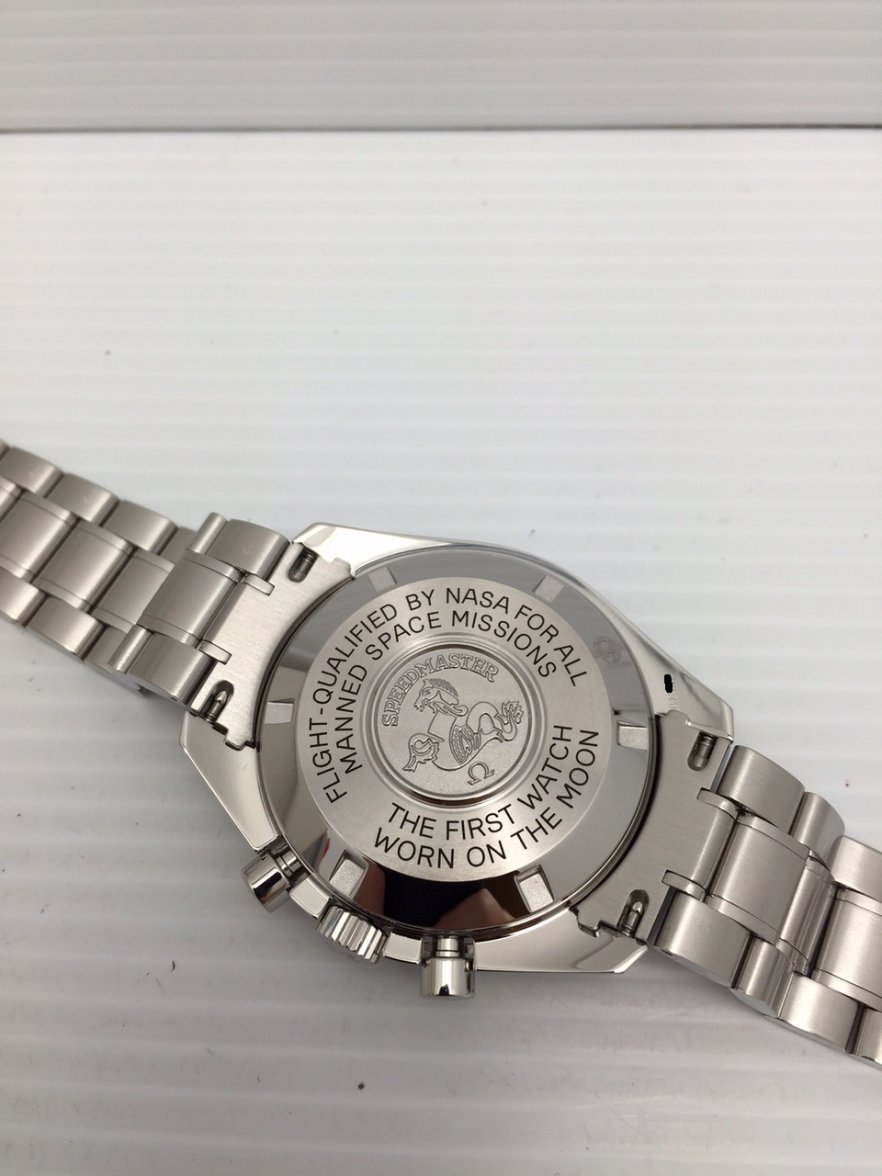 FLIGHT-QUALIFIED BY NASA FOR ALL
MANNED SPACE MISSIONS
SPEEDMASTER
Ω
THE FIRST WATCH
WORN ON THE MOON